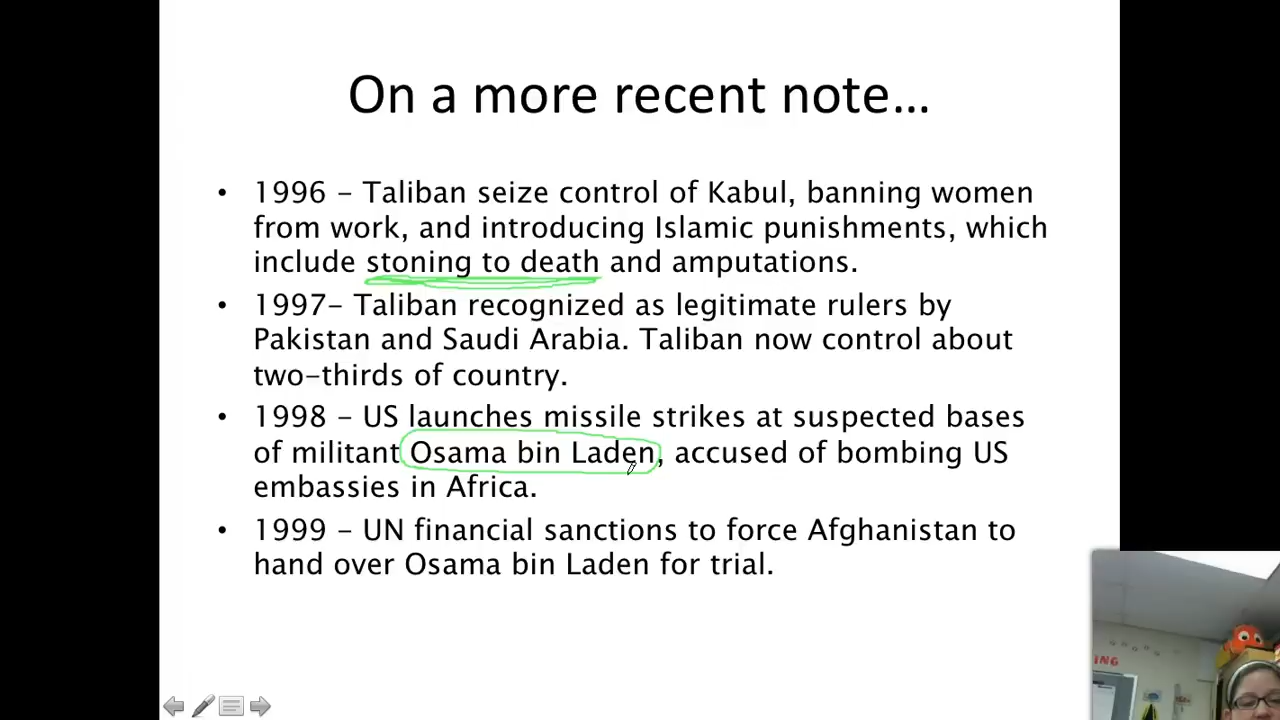 On a more recent note...
• 1996 – Taliban seize control of Kabul, banning women
from work, and introducing Islamic punishments, which
include stoning to death and amputations.
• 1997– Taliban recognized as legitimate rulers by
Pakistan and Saudi Arabia. Taliban now control about
two-thirds of country.
• 1998 – US launches missile strikes at suspected bases
of militant Osama bin Laden, accused of bombing US
embassies in Africa.
• 1999 – UN financial sanctions to force Afghanistan to
hand over Osama bin Laden for trial.
ING